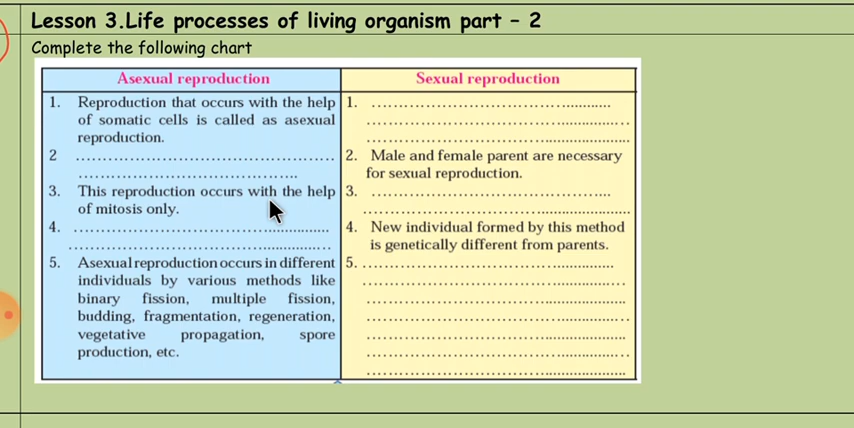 Lesson 3.Life processes of living organism part - 2
Complete the following chart
Asexual reproduction
Sexual reproduction
1. Reproduction that occurs with the help
of somatic cells is called as asexual
reproduction.
1. ........................................................
........................................................
........................................................
2 ........................................................
........................................................
2. Male and female parent are necessary
for sexual reproduction.
3. This reproduction occurs with the help
of mitosis only.
3. ........................................................
........................................................
4. ........................................................
........................................................
4. New individual formed by this method
is genetically different from parents.
5. Asexual reproduction occurs in different
individuals by various methods like
binary fission, multiple fission,
budding, fragmentation, regeneration,
vegetative propagation, spore
production, etc.
5. ........................................................
........................................................
........................................................
........................................................
........................................................
........................................................
........................................................